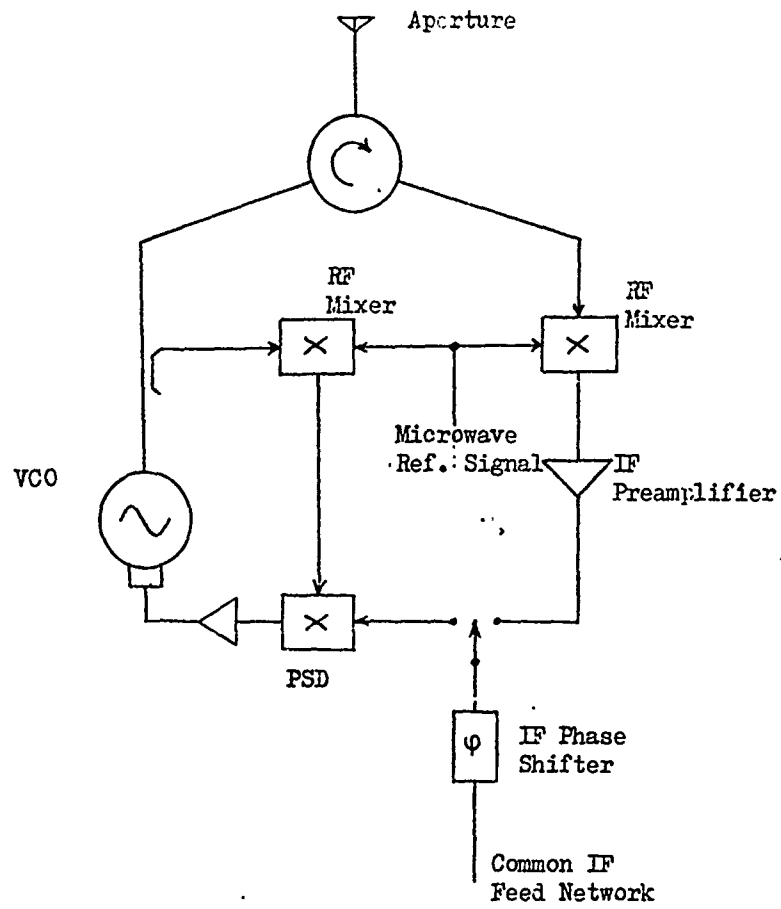 Aperture
RF
Mixer
RF
Mixer
Microwave
Ref. Signal
IF
Preamplifier
VCO
PSD
φ
IF Phase
Shifter
Common IF
Feed Network